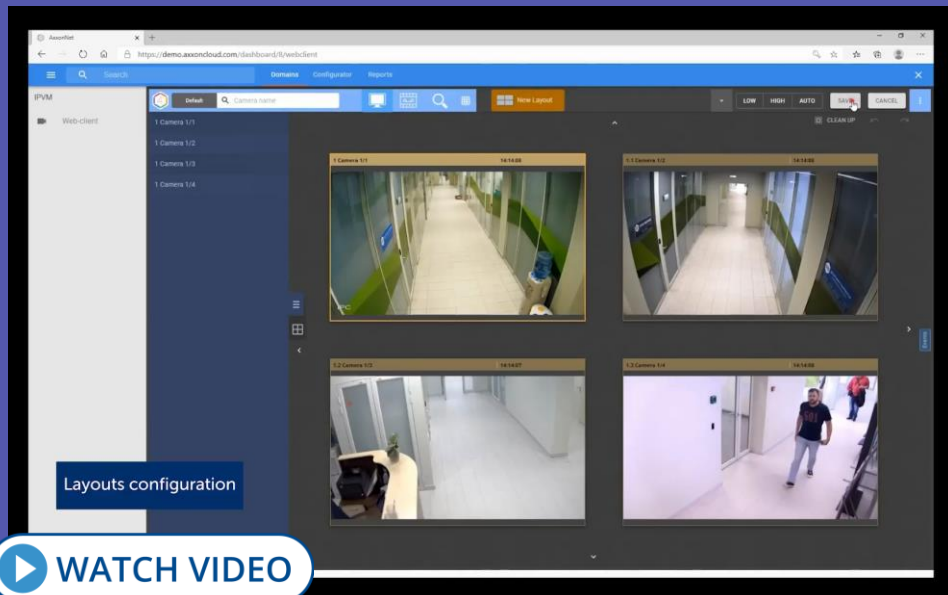 AxxonNet
https://demo.axxoncloud.com/dashboard/8/webclient
Search
Domains
Configurator
Reports
IPVM
Default
Camera name
New Layout
LOW
HIGH
AUTO
SAVE
CANCEL
Web-client
1 Camera 1/1
1 Camera 1/2
1 Camera 1/3
1 Camera 1/4
CLEAN UP
1 Camera 1/1
14:14:08
1.1 Camera 1/2
14:14:08
IPC
Events
1.2 Camera 1/3
14:14:07
1.3 Camera 1/4
14:14:08
Layouts configuration
WATCH VIDEO